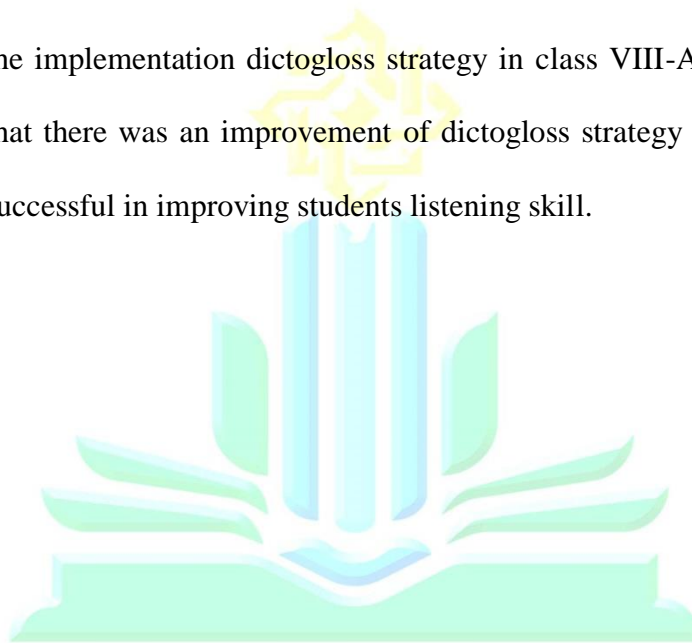 he implementation dictogloss strategy in class VIII-A
hat there was an improvement of dictogloss strategy
uccessful in improving students listening skill.